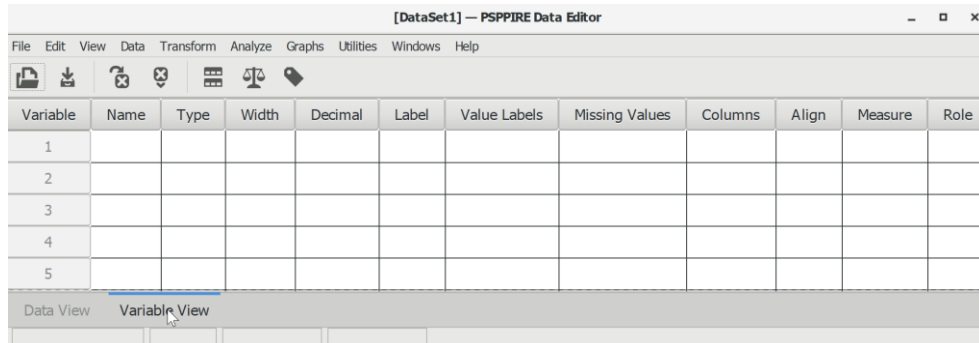 [DataSet1] — PSPPIRE Data Editor
File Edit View Data Transform Analyze Graphs Utilities Windows Help
Variable Name Type Width Decimal Label Value Labels Missing Values Columns Align Measure Role
1
2
3
4
5
Data View Variable View